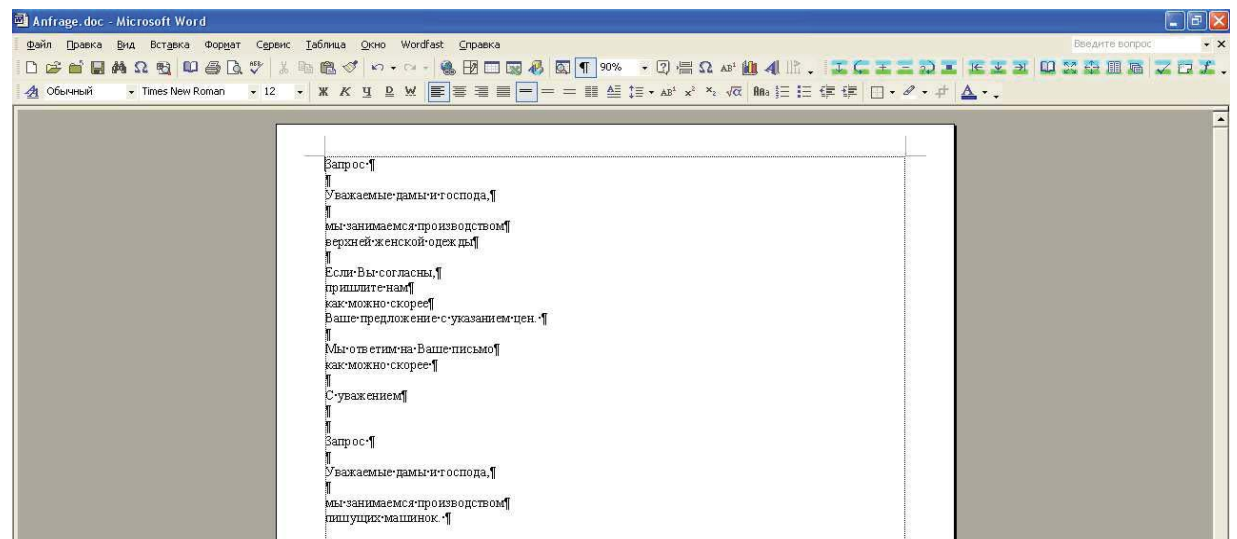 Anfrage.doc - Microsoft Word
Файл Правка Вид Вставка Формат Сервис Таблица Окно Wordfast Справка Введите вопрос
90%
Обычный Times New Roman 12 Ж К Ч D W
Запрос·¶
¶
Уважаемые·дамы·и·господа,¶
¶
мы·занимаемся·производством¶
верхней·женской·одежды¶
¶
Если·Вы·согласны,¶
пришлите·нам¶
как·можно·скорее¶
Ваше·предложение·с·указанием·цен.·¶
¶
Мы·ответим·на·Ваше·письмо¶
как·можно·скорее·¶
¶
С·уважением¶
¶
¶
Запрос·¶
¶
Уважаемые·дамы·и·господа,¶
¶
мы·занимаемся·производством¶
пишущих·машинок.·¶